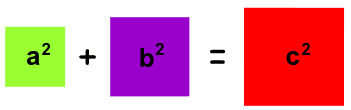 a² + b² = c²